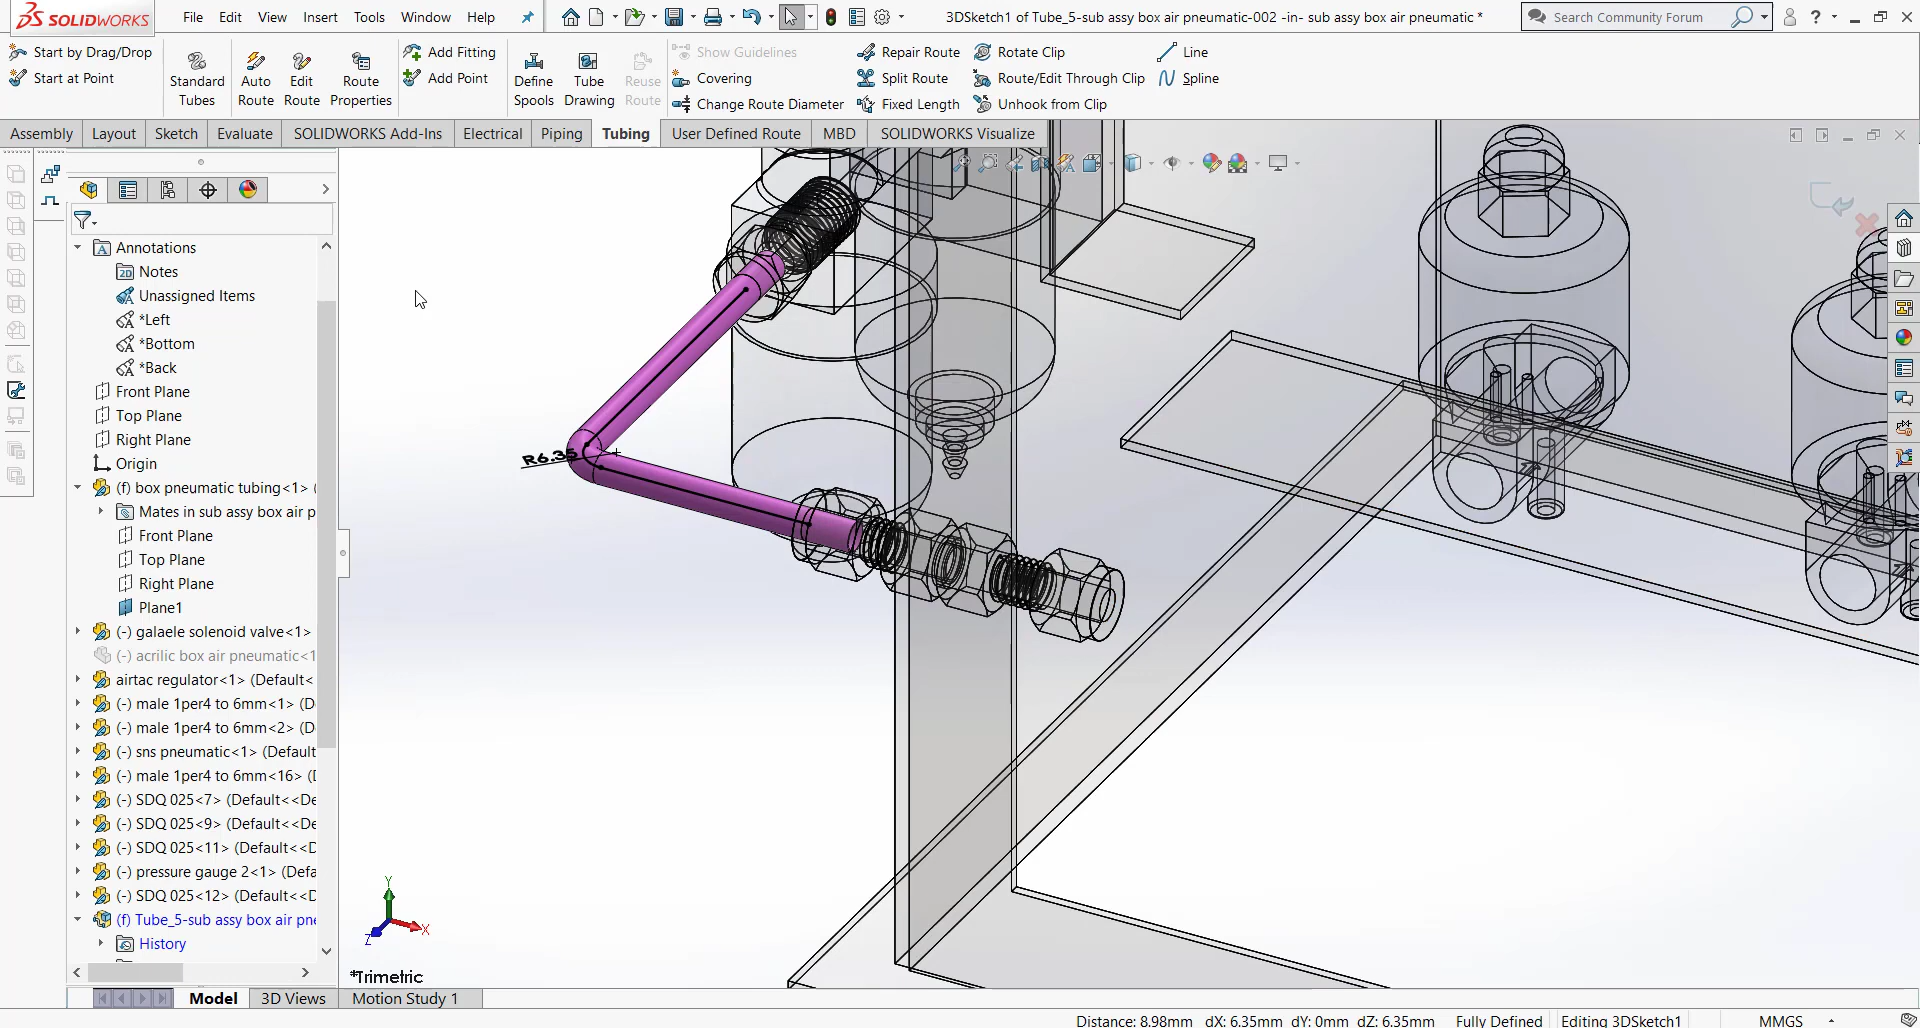 SOLIDWORKS
File Edit View Insert Tools Window Help
3DSketch1 of Tube_5-sub assy box air pneumatic-002 -in- sub assy box air pneumatic *
Search Community Forum
Start by Drag/Drop
Start at Point
Standard Tubes
Auto Route
Edit Route
Route Properties
Add Fitting
Add Point
Define Spools
Tube Drawing
Reuse Route
Show Guidelines
Covering
Change Route Diameter
Repair Route
Split Route
Fixed Length
Rotate Clip
Route/Edit Through Clip
Unhook from Clip
Line
Spline
Assembly Layout Sketch Evaluate SOLIDWORKS Add-Ins Electrical Piping Tubing User Defined Route MBD SOLIDWORKS Visualize
Annotations
Notes
Unassigned Items
*Left
*Bottom
*Back
Front Plane
Top Plane
Right Plane
Origin
(f) box pneumatic tubing<1> (
Mates in sub assy box air p
Front Plane
Top Plane
Right Plane
Plane1
(-) galaele solenoid valve<1>
(-) acrilic box air pneumatic<1
airtac regulator<1> (Default<
(-) male 1per4 to 6mm<1> (D
(-) male 1per4 to 6mm<2> (D
(-) sns pneumatic<1> (Default
(-) male 1per4 to 6mm<16> (D
(-) SDQ 025<7> (Default<<De
(-) SDQ 025<9> (Default<<De
(-) SDQ 025<11> (Default<<D
(-) pressure gauge 2<1> (Defa
(-) SDQ 025<12> (Default<<D
(f) Tube_5-sub assy box air pne
History
R6.35
Y
X
Z
*Trimetric
Model 3D Views Motion Study 1
Distance: 8.98mm dX: 6.35mm dY: 0mm dZ: 6.35mm Fully Defined Editing 3DSketch1 MMGS